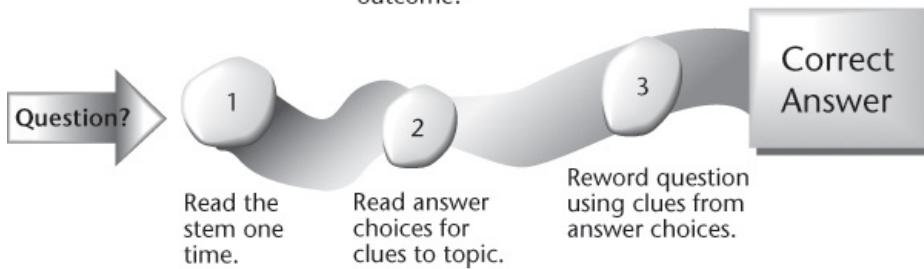 outcome?
Question?
1
2
3
Correct
Answer
Read the
stem one
time.
Read answer
choices for
clues to topic.
Reword question
using clues from
answer choices.